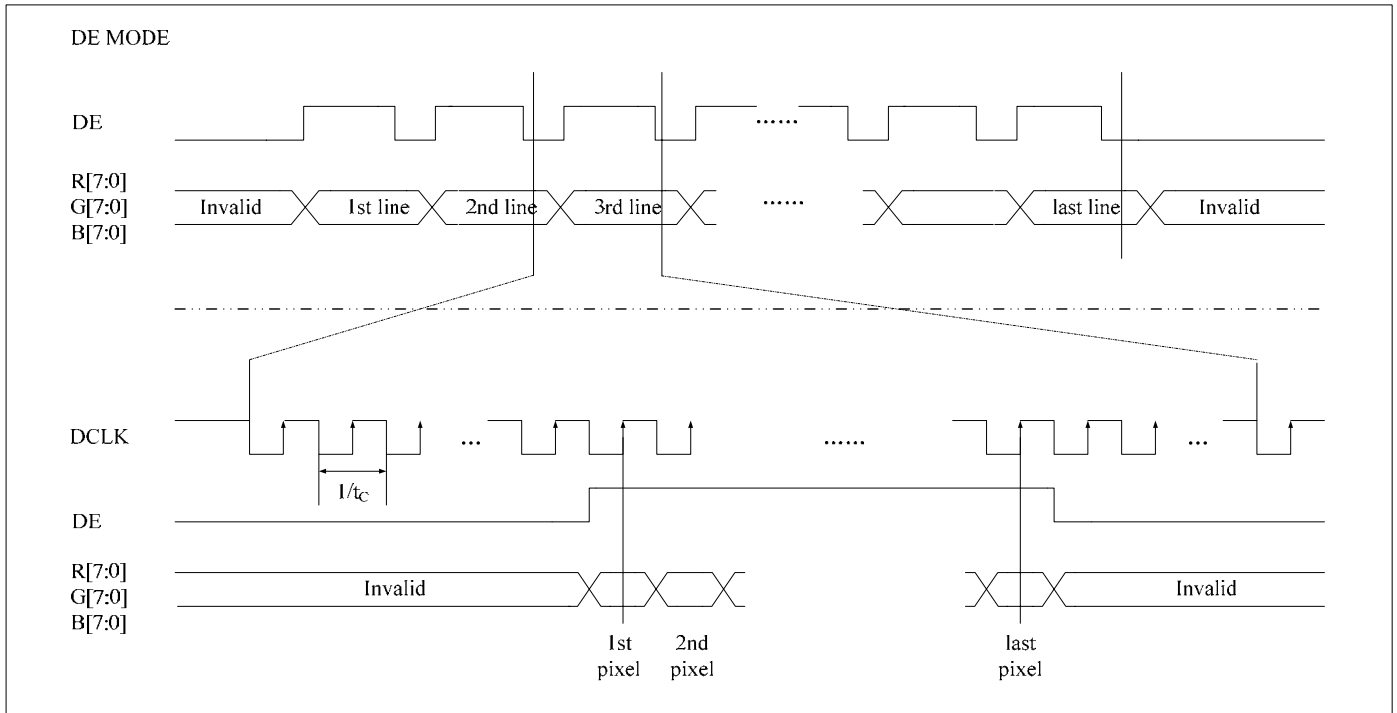 DE MODE
DE
R[7:0]
G[7:0]
B[7:0]
Invalid
1st line
2nd line
3rd line
......
......
last line
Invalid
DCLK
...
......
...
1/tC
DE
R[7:0]
G[7:0]
B[7:0]
Invalid
Invalid
1st
pixel
2nd
pixel
last
pixel